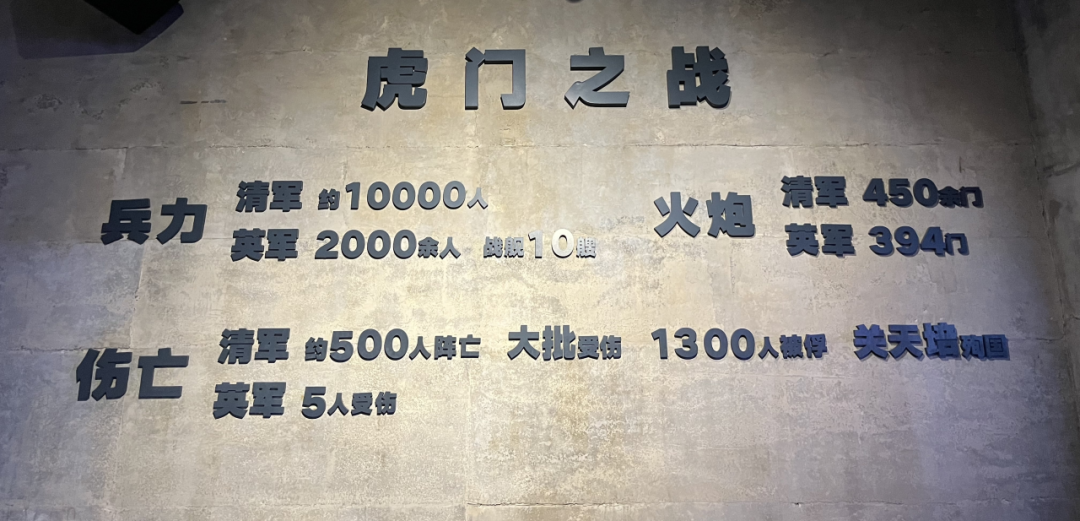 虎门之战
兵力
清军 约10000人
英军 2000余人 战舰10艘
火炮
清军 450余门
英军 394门
伤亡
清军 约500人阵亡 大批受伤 1300人被俘 关天培殉国
英军 5人受伤